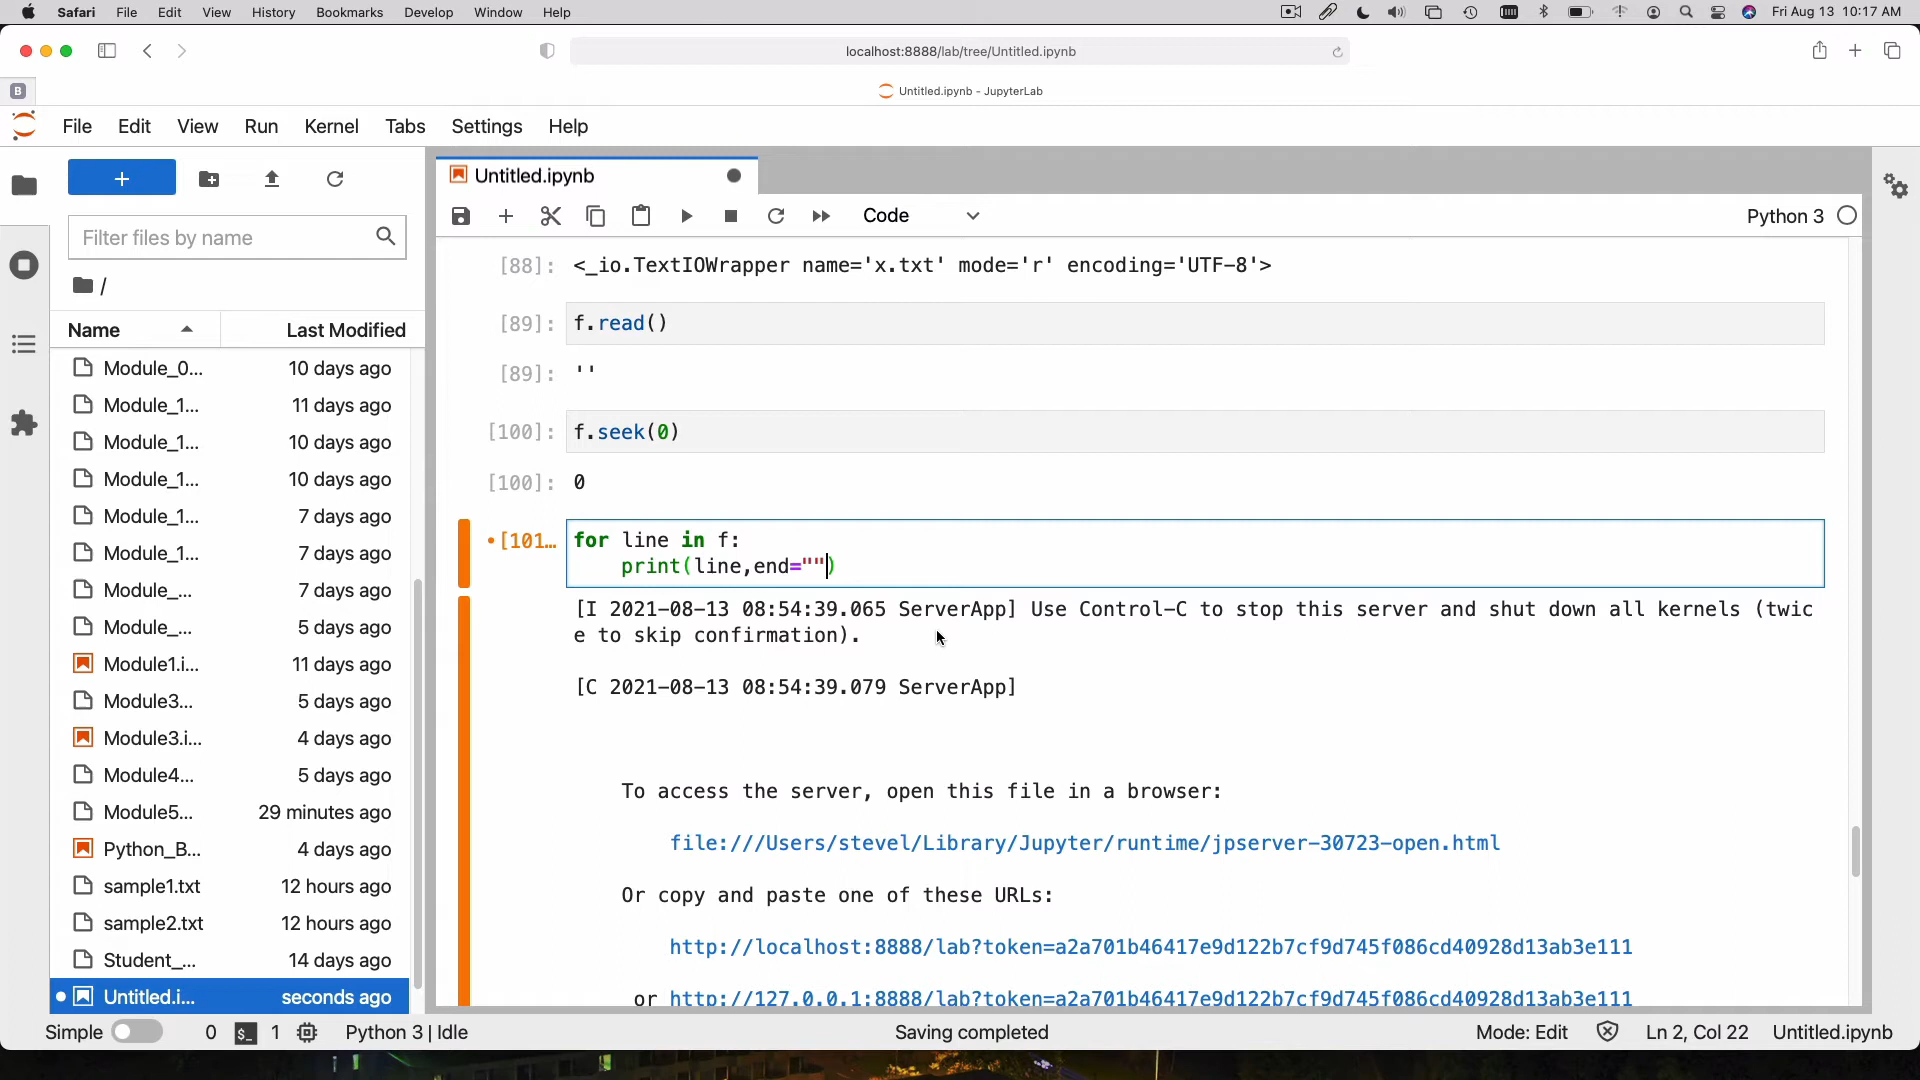 Safari File Edit View History Bookmarks Develop Window Help Fri Aug 13 10:17 AM
localhost:8888/lab/tree/Untitled.ipynb
B
Untitled.ipynb - JupyterLab
File Edit View Run Kernel Tabs Settings Help
Untitled.ipynb
Code Python 3
Filter files by name
/
Name Last Modified
Module_0... 10 days ago
Module_1... 11 days ago
Module_1... 10 days ago
Module_1... 10 days ago
Module_1... 7 days ago
Module_1... 7 days ago
Module_... 7 days ago
Module_... 5 days ago
Module1.i... 11 days ago
Module3... 5 days ago
Module3.i... 4 days ago
Module4... 5 days ago
Module5... 29 minutes ago
Python_B... 4 days ago
sample1.txt 12 hours ago
sample2.txt 12 hours ago
Student_... 14 days ago
Untitled.i... seconds ago
[88]: <_io.TextIOWrapper name='x.txt' mode='r' encoding='UTF-8'>
[89]: f.read()
[89]: ''
[100]: f.seek(0)
[100]: 0
[101… for line in f:
print(line,end="")
[I 2021-08-13 08:54:39.065 ServerApp] Use Control-C to stop this server and shut down all kernels (twic
e to skip confirmation).
[C 2021-08-13 08:54:39.079 ServerApp]
To access the server, open this file in a browser:
file:///Users/stevel/Library/Jupyter/runtime/jpserver-30723-open.html
Or copy and paste one of these URLs:
http://localhost:8888/lab?token=a2a701b46417e9d122b7cf9d745f086cd40928d13ab3e111
or http://127.0.0.1:8888/lab?token=a2a701b46417e9d122b7cf9d745f086cd40928d13ab3e111
Simple 0 $_ 1 Python 3 | Idle Saving completed Mode: Edit Ln 2, Col 22 Untitled.ipynb